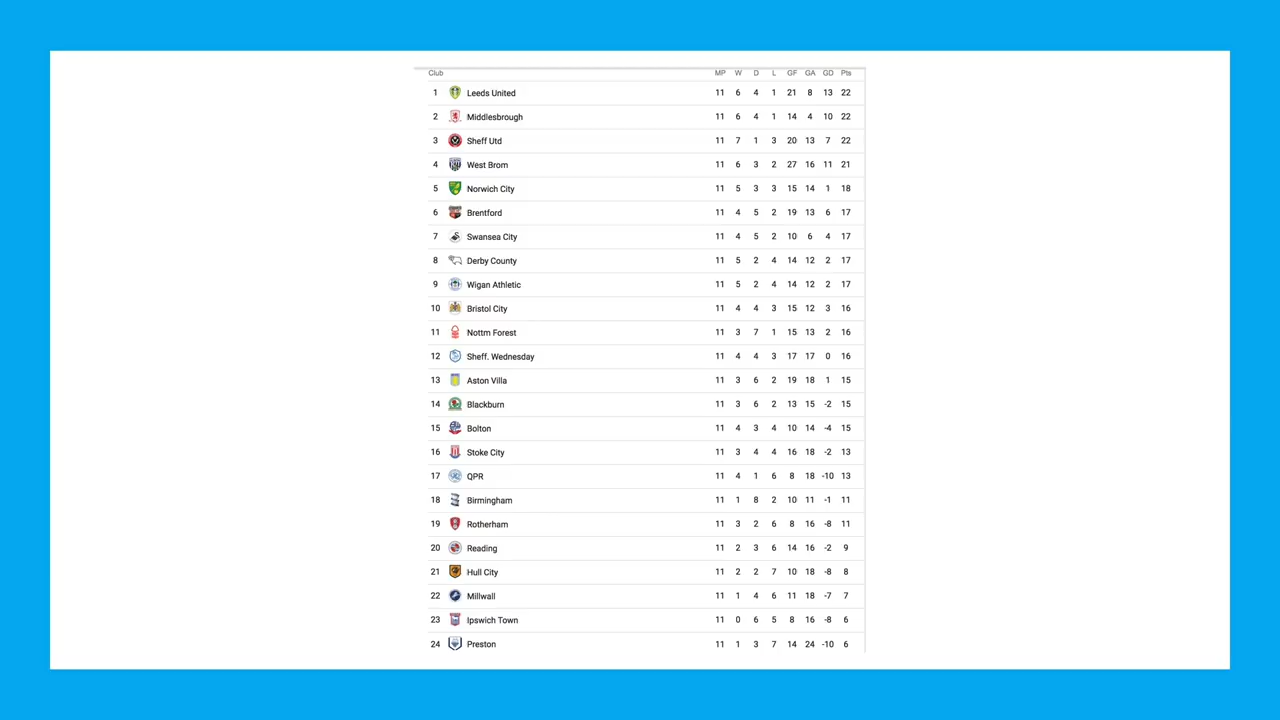 Club MP W D L GF GA GD Pts
1 Leeds United 11 6 4 1 21 8 13 22
2 Middlesbrough 11 6 4 1 14 4 10 22
3 Sheff Utd 11 7 1 3 20 13 7 22
4 West Brom 11 6 3 2 27 16 11 21
5 Norwich City 11 5 3 3 15 14 1 18
6 Brentford 11 4 5 2 19 13 6 17
7 Swansea City 11 4 5 2 10 6 4 17
8 Derby County 11 5 2 4 14 12 2 17
9 Wigan Athletic 11 5 2 4 14 12 2 17
10 Bristol City 11 4 4 3 15 12 3 16
11 Nottm Forest 11 3 7 1 15 13 2 16
12 Sheff. Wednesday 11 4 4 3 17 17 0 16
13 Aston Villa 11 3 6 2 19 18 1 15
14 Blackburn 11 3 6 2 13 15 -2 15
15 Bolton 11 4 3 4 10 14 -4 15
16 Stoke City 11 3 4 4 16 18 -2 13
17 QPR 11 4 1 6 8 18 -10 13
18 Birmingham 11 1 8 2 10 11 -1 11
19 Rotherham 11 3 2 6 8 16 -8 11
20 Reading 11 2 3 6 14 16 -2 9
21 Hull City 11 2 2 7 10 18 -8 8
22 Millwall 11 1 4 6 11 18 -7 7
23 Ipswich Town 11 0 6 5 8 16 -8 6
24 Preston 11 1 3 7 14 24 -10 6